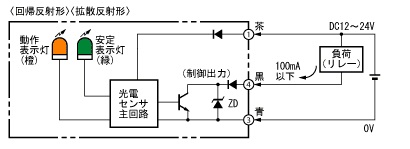 〈回帰反射形〉〈拡散反射形〉
動作
表示灯
(橙)
安定
表示灯
(緑)
光電
センサ
主回路
(制御出力)
ZD
茶
1
黒
4
青
3
100mA
以下
DC12～24V
負荷
(リレー)
0V